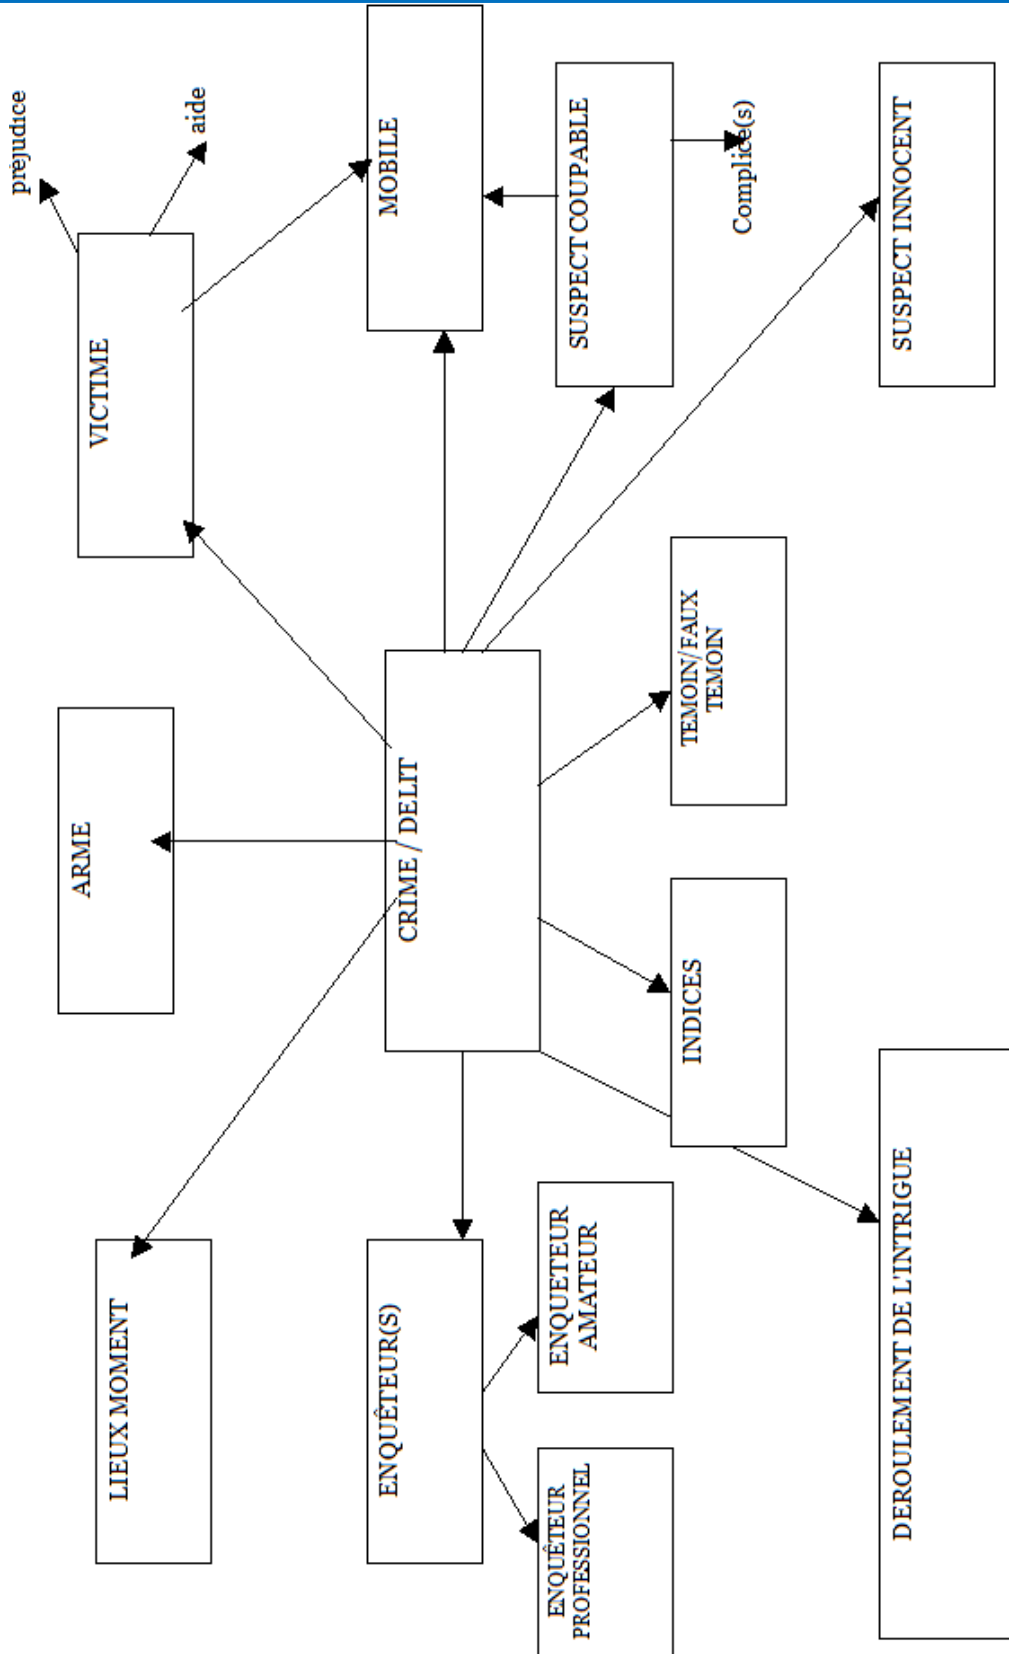 LIEUX MOMENT
ARME
VICTIME
préjudice
aide
ENQUÊTEUR(S)
CRIME / DELIT
MOBILE
ENQUÊTEUR
PROFESSIONNEL
ENQUETEUR
AMATEUR
SUSPECT COUPABLE
INDICES
TEMOIN/FAUX
TEMOIN
Complice(s)
DEROULEMENT DE L'INTRIGUE
SUSPECT INNOCENT